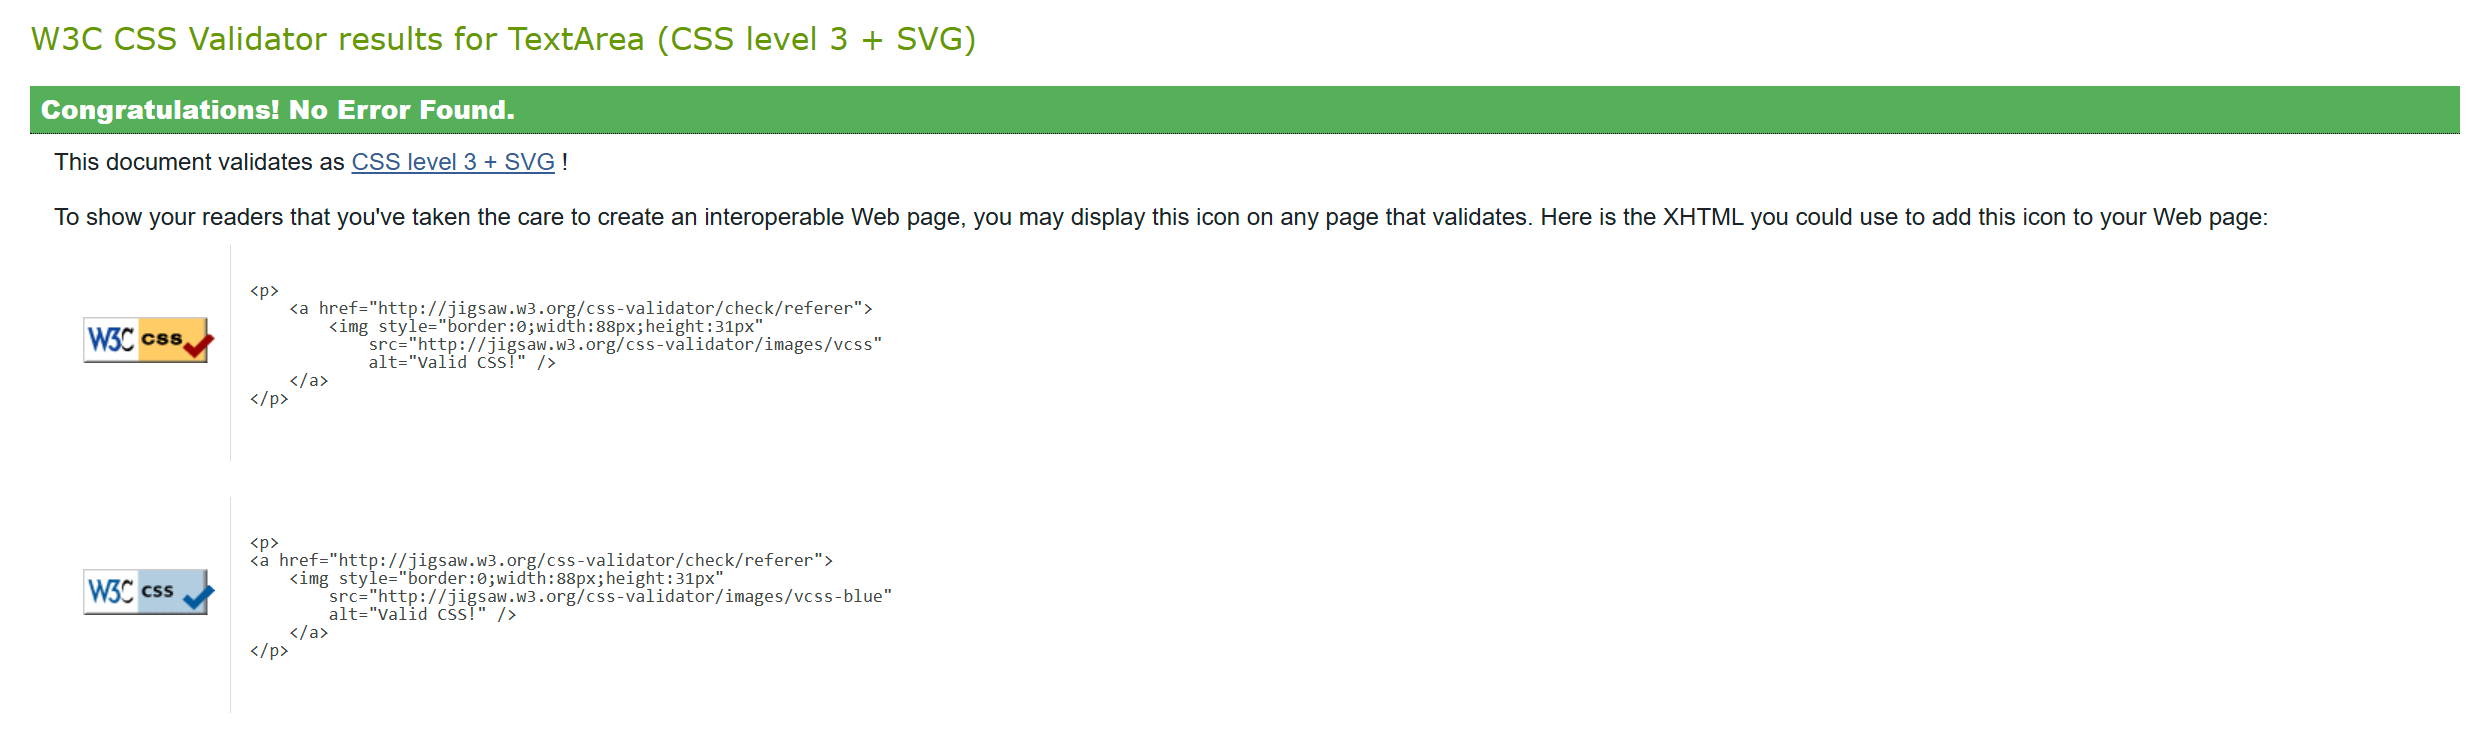 W3C CSS Validator results for TextArea (CSS level 3 + SVG)
Congratulations! No Error Found.
This document validates as CSS level 3 + SVG !
To show your readers that you've taken the care to create an interoperable Web page, you may display this icon on any page that validates. Here is the XHTML you could use to add this icon to your Web page:
W3C css
<p>
    <a href="http://jigsaw.w3.org/css-validator/check/referer">
        <img style="border:0;width:88px;height:31px"
            src="http://jigsaw.w3.org/css-validator/images/vcss"
            alt="Valid CSS!" />
    </a>
</p>
W3C css
<p>
<a href="http://jigsaw.w3.org/css-validator/check/referer">
    <img style="border:0;width:88px;height:31px"
        src="http://jigsaw.w3.org/css-validator/images/vcss-blue"
        alt="Valid CSS!" />
    </a>
</p>